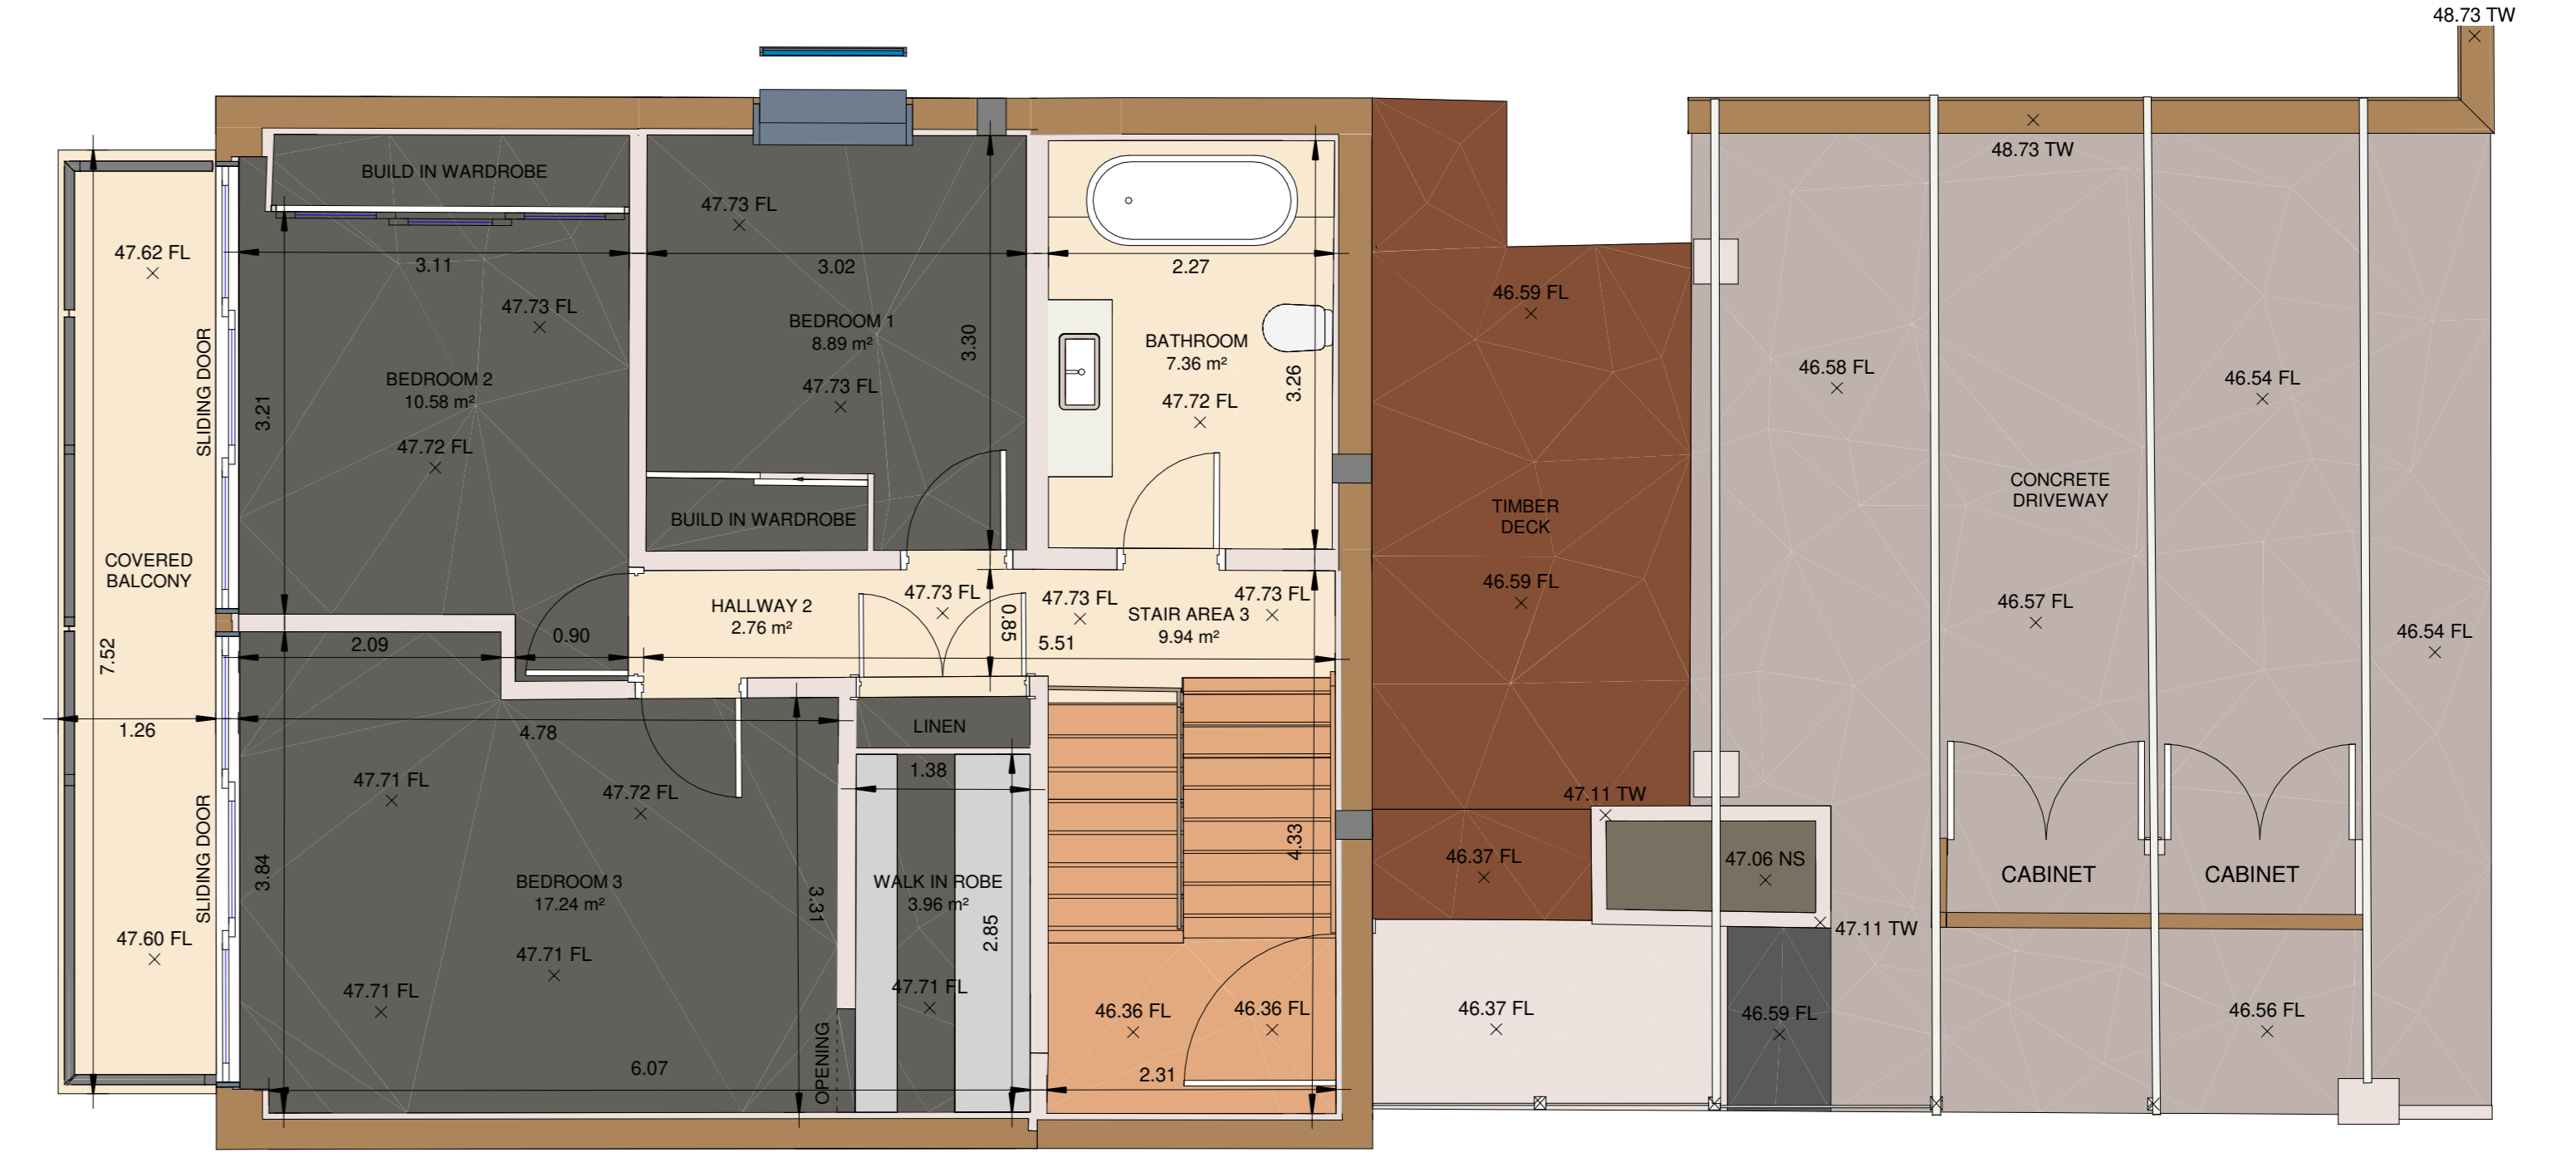 48.73 TW
48.73 TW
BUILD IN WARDROBE
47.73 FL
47.62 FL
3.11
3.02
2.27
47.73 FL
46.59 FL
SLIDING DOOR
BEDROOM 1
8.89 m²
3.30
BATHROOM
7.36 m²
46.58 FL
3.21
BEDROOM 2
10.58 m²
47.73 FL
3.26
47.72 FL
46.54 FL
47.72 FL
BUILD IN WARDROBE
TIMBER
DECK
CONCRETE
DRIVEWAY
COVERED
BALCONY
46.59 FL
47.73 FL
47.73 FL
47.73 FL
HALLWAY 2
2.76 m²
0.85
STAIR AREA 3
9.94 m²
46.57 FL
7.52
2.09
0.90
5.51
46.54 FL
1.26
4.78
LINEN
47.71 FL
47.72 FL
1.38
47.11 TW
SLIDING DOOR
3.84
BEDROOM 3
17.24 m²
3.31
WALK IN ROBE
3.96 m²
4.33
46.37 FL
47.06 NS
CABINET
CABINET
47.60 FL
47.71 FL
2.85
47.11 TW
47.71 FL
47.71 FL
46.36 FL
46.36 FL
46.37 FL
46.59 FL
46.56 FL
OPENING
6.07
2.31